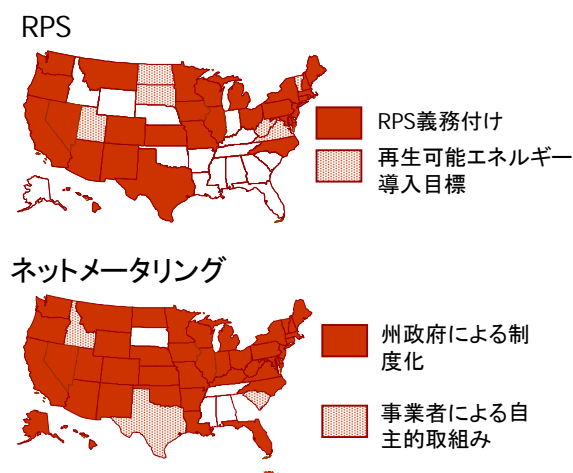 RPS
RPS義務付け
再生可能エネルギー
導入目標
ネットメータリング
州政府による制
度化
事業者による自
主的取組み